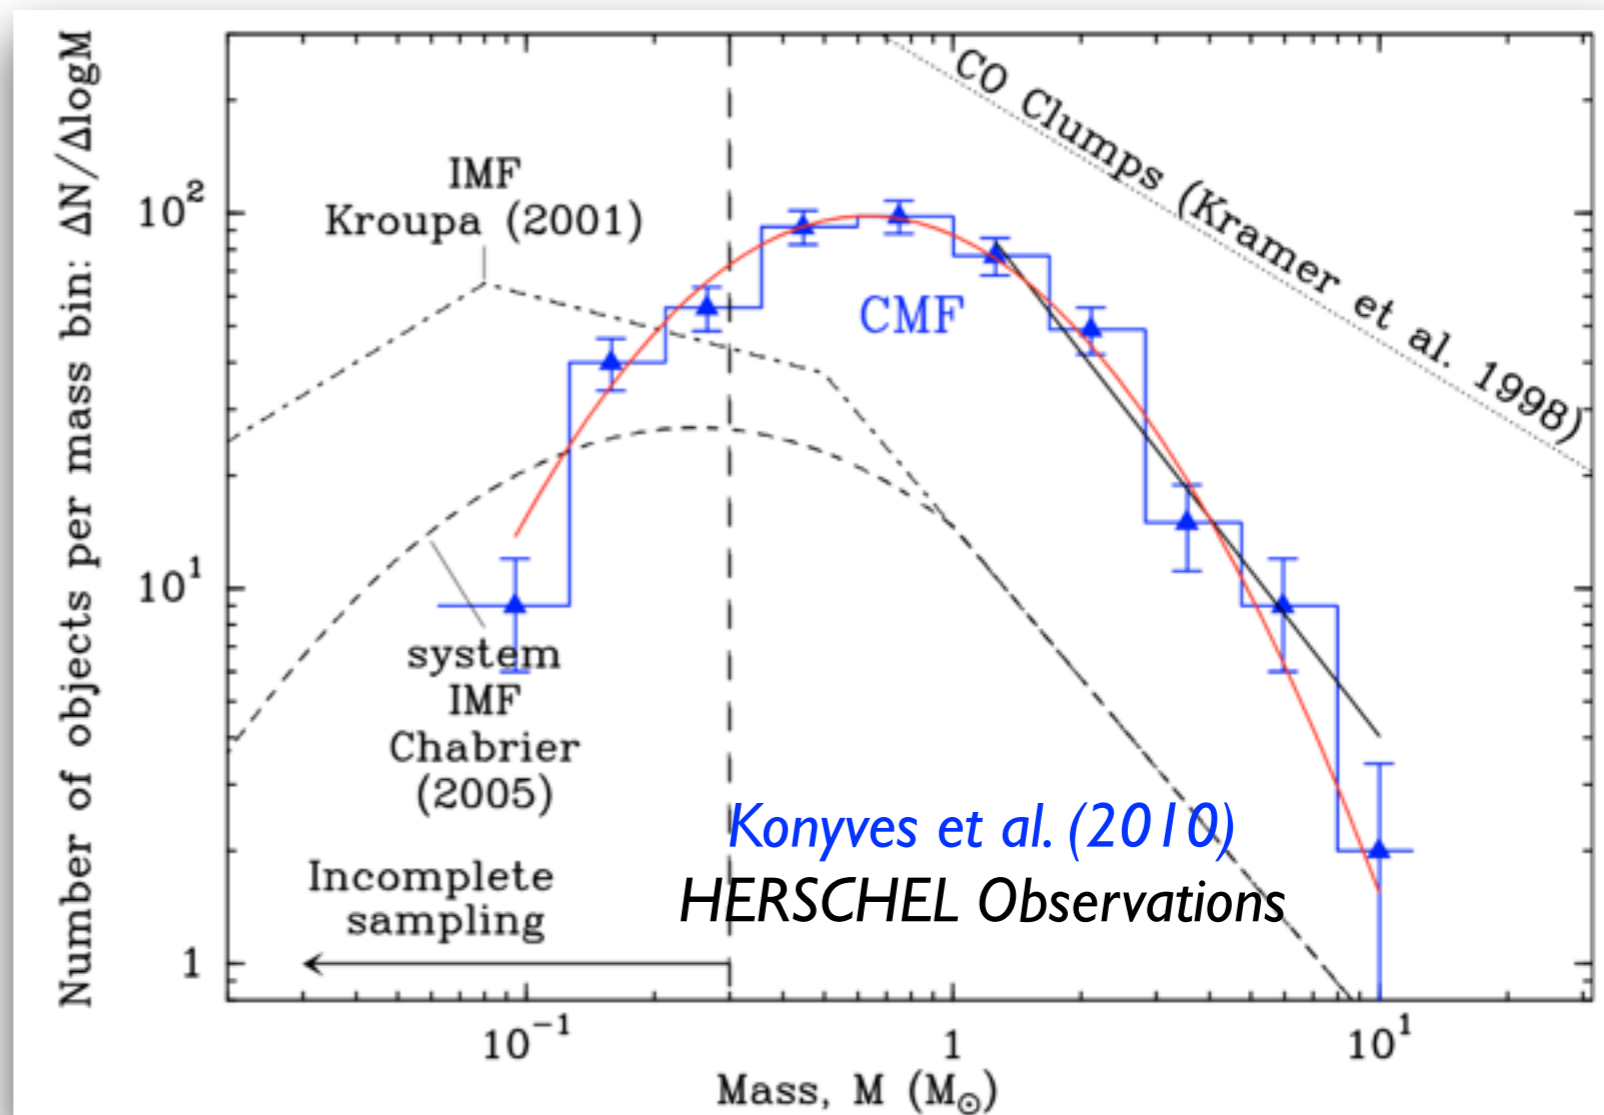 Number of objects per mass bin: ΔN/ΔlogM
10²
10¹
1
IMF
Kroupa (2001)
CO Clumps (Kramer et al. 1998)
CMF
system
IMF
Chabrier
(2005)
Konyves et al. (2010)
HERSCHEL Observations
Incomplete
sampling
10⁻¹
1
10¹
Mass, M (M☉)